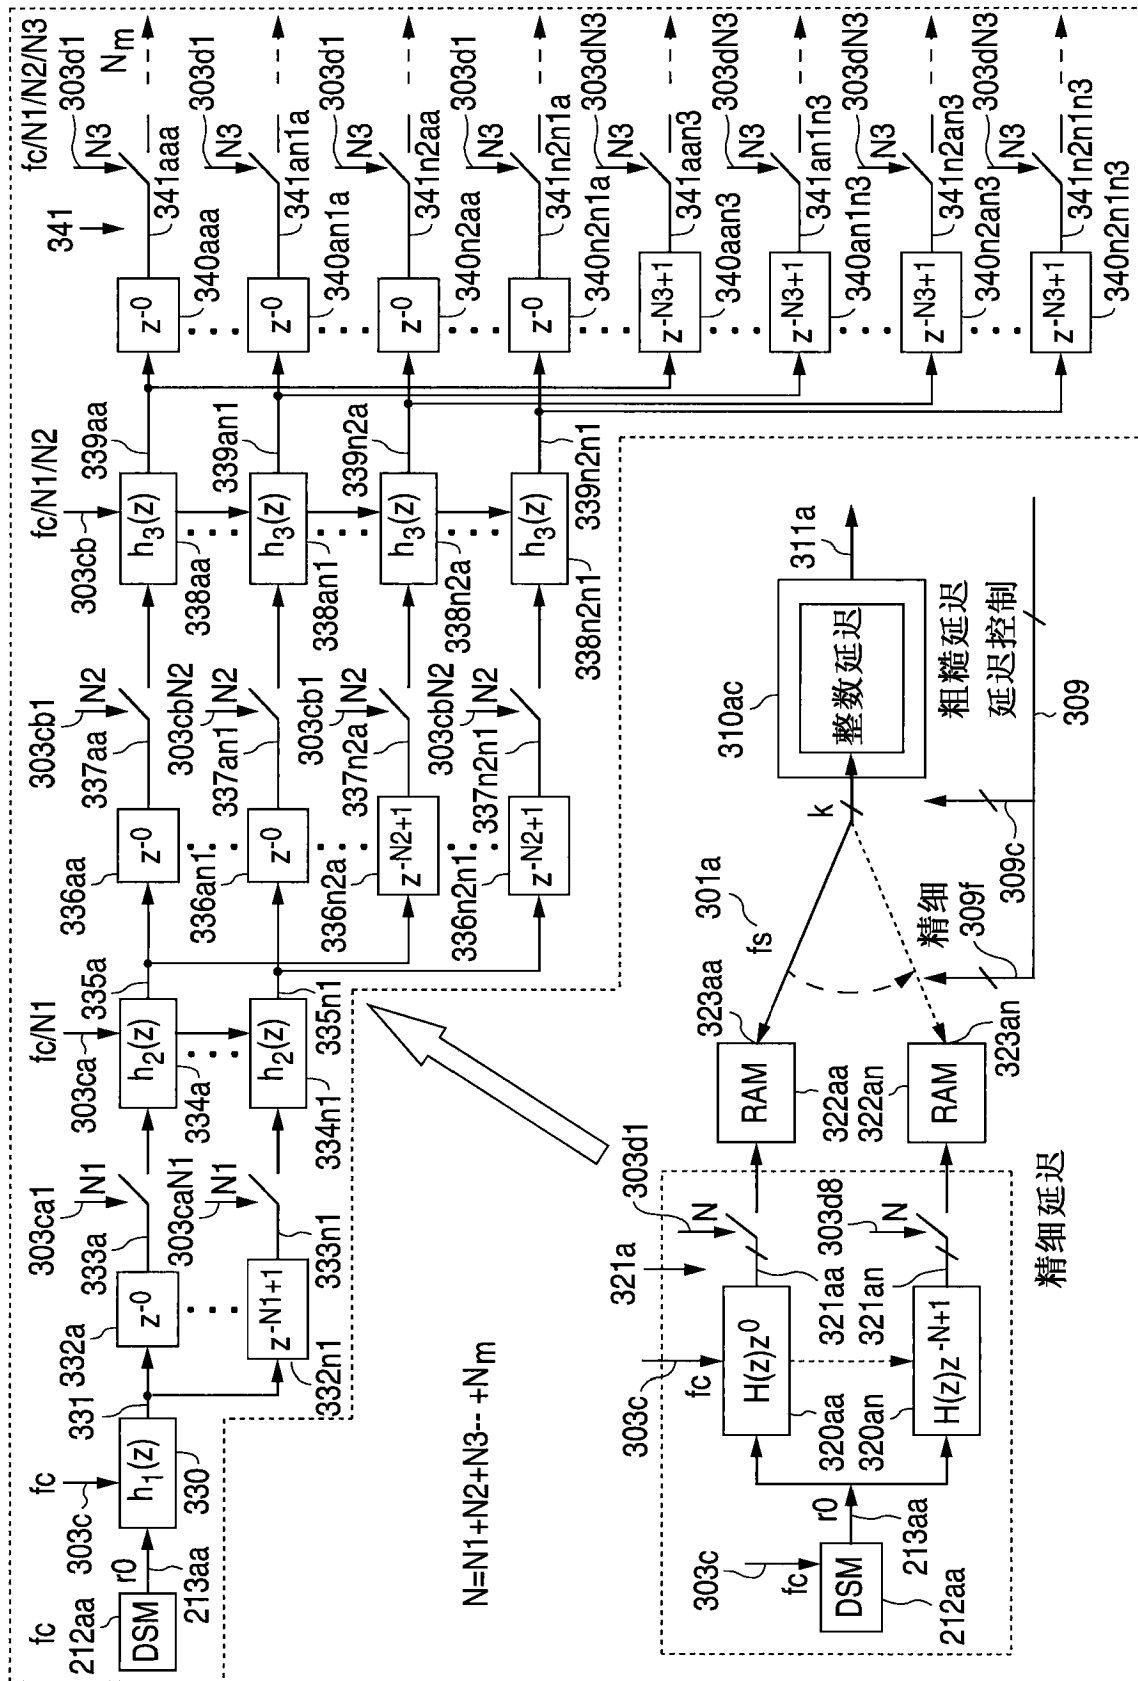 fc
fc
fc/N1
fc/N1/N2
fc/N1/N2/N3
212aa
DSM
r0
213aa
303c
h1(z)
330
331
332a
z-0
332n1
z-N1+1
303ca1
N1
333a
303caN1
N1
333n1
303ca
h2(z)
334a
335a
h2(z)
334n1
335n1
336aa
z-0
336an1
z-0
336n2a
z-N2+1
336n2n1
z-N2+1
303cb1
N2
337aa
303cbN2
N2
337an1
303cb1
N2
337n2a
303cbN2
N2
337n2n1
303cb
h3(z)
338aa
339aa
h3(z)
338an1
339an1
h3(z)
338n2a
339n2a
h3(z)
338n2n1
339n2n1
z-0
340aaa
z-0
340an1a
z-0
340n2aa
z-0
340n2n1a
z-N3+1
340aan3
z-N3+1
340an1n3
z-N3+1
340n2an3
z-N3+1
340n2n1n3
341
N3
303d1
Nm
341aaa
N3
303d1
341an1a
N3
303d1
341n2aa
N3
303d1
341n2n1a
N3
303dN3
341aan3
N3
303dN3
341an1n3
N3
303dN3
341n2an3
N3
303dN3
341n2n1n3
N=N1+N2+N3-- +Nm
303c
fc
DSM
212aa
r0
213aa
303c
fc
H(z)z0
320aa
320an
H(z)z-N+1
321a
303d1
N
321aa
303d8
N
321an
精细延迟
323aa
RAM
322aa
322an
RAM
323an
301a
fs
精细
309f
k
309c
310ac
整数延迟
311a
粗糙延迟
延迟控制
309